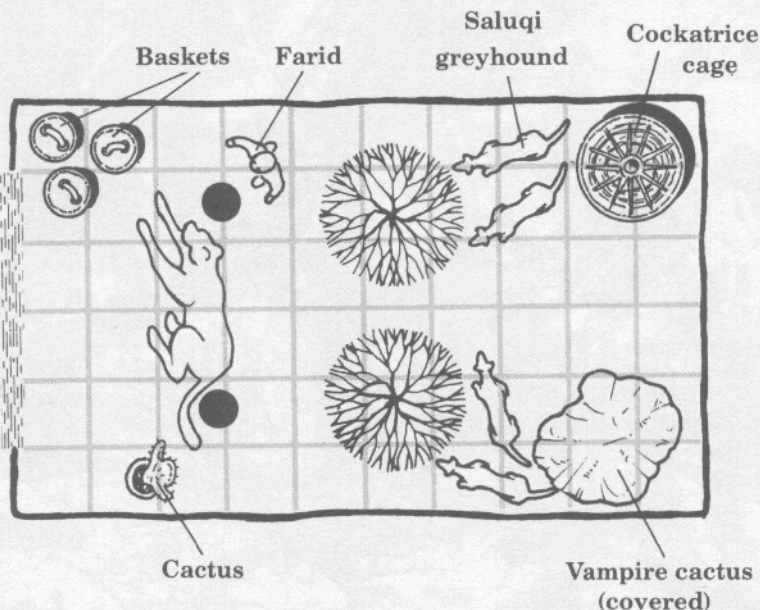 Baskets
Farid
Saluqi
greyhound
Cockatrice
cage
Cactus
Vampire cactus
(covered)